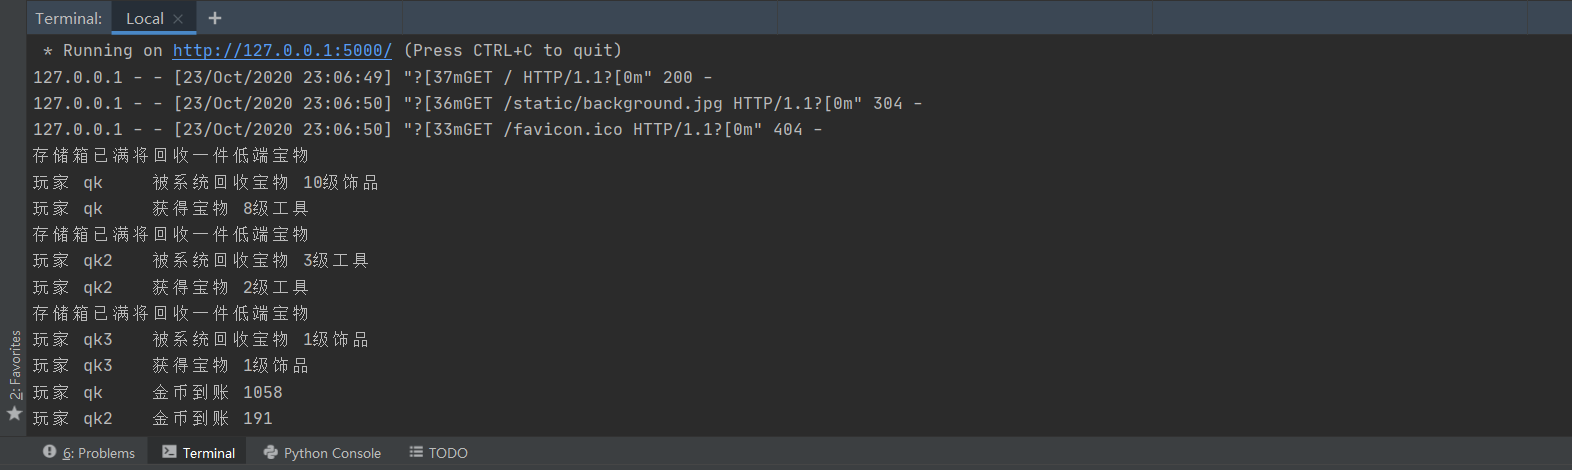 Terminal: Local × +
* Running on http://127.0.0.1:5000/ (Press CTRL+C to quit)
127.0.0.1 - - [23/Oct/2020 23:06:49] "?[37mGET / HTTP/1.1?[0m" 200 -
127.0.0.1 - - [23/Oct/2020 23:06:50] "?[36mGET /static/background.jpg HTTP/1.1?[0m" 304 -
127.0.0.1 - - [23/Oct/2020 23:06:50] "?[33mGET /favicon.ico HTTP/1.1?[0m" 404 -
存储箱已满将回收一件低端宝物
玩家 qk 被系统回收宝物 10级饰品
玩家 qk 获得宝物 8级工具
存储箱已满将回收一件低端宝物
玩家 qk2 被系统回收宝物 3级工具
玩家 qk2 获得宝物 2级工具
存储箱已满将回收一件低端宝物
玩家 qk3 被系统回收宝物 1级饰品
玩家 qk3 获得宝物 1级饰品
玩家 qk 金币到账 1058
玩家 qk2 金币到账 191
2: Favorites
6: Problems Terminal Python Console TODO